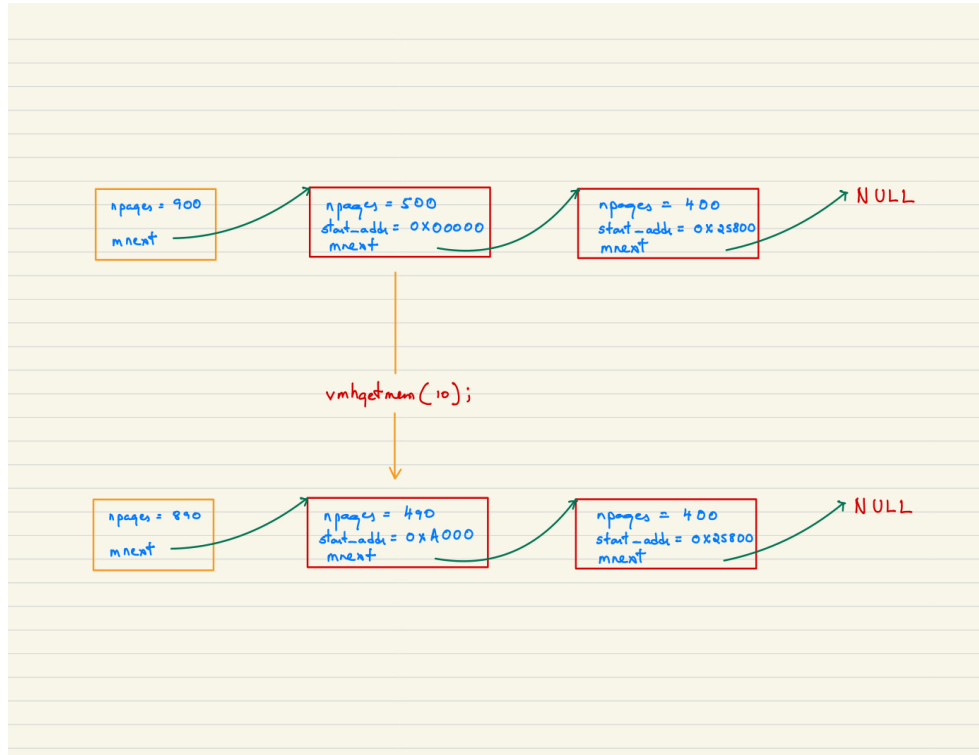 npages = 900
mnext
npages = 500
start_addr = 0X00000
mnext
npages = 400
start_addr = 0X25800
mnext
NULL
vmhgetmem(10);
npages = 890
mnext
npages = 490
start_addr = 0XA000
mnext
npages = 400
start_addr = 0X25800
mnext
NULL